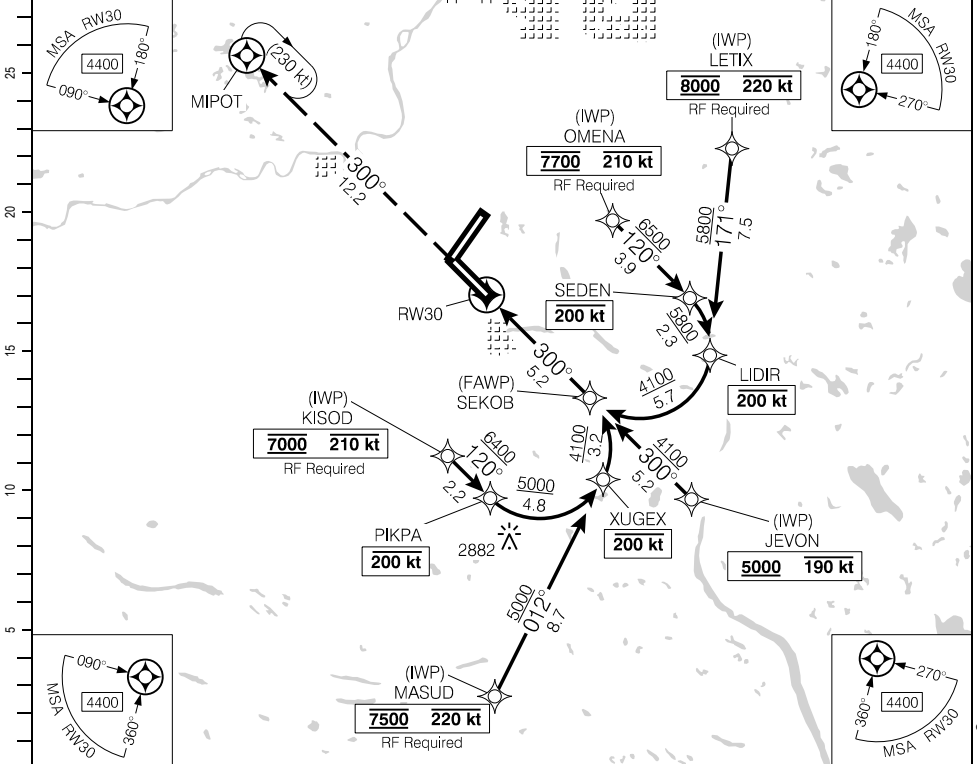 MSA RW30
4400
180°
090°
MIPOT
(230 kt)
300°
12.2
(IWP)
LETIX
8000 220 kt
RF Required
MSA RW30
4400
180°
270°
(IWP)
OMENA
7700 210 kt
RF Required
6500
120°
3.9
5800
171°
7.5
25
20
15
10
5
SEDEN
200 kt
5800
2.3
RW30
300°
5.2
(FAWP)
SEKOB
4100
5.7
LIDIR
200 kt
(IWP)
KISOD
7000 210 kt
RF Required
6400
120°
2.2
4100
3.2
4100
300°
5.2
5000
4.8
PIKPA
200 kt
2882
XUGEX
200 kt
(IWP)
JEVON
5000 190 kt
5000
012°
8.7
(IWP)
MASUD
7500 220 kt
RF Required
090°
4400
360°
MSA RW30
270°
4400
360°
MSA RW30